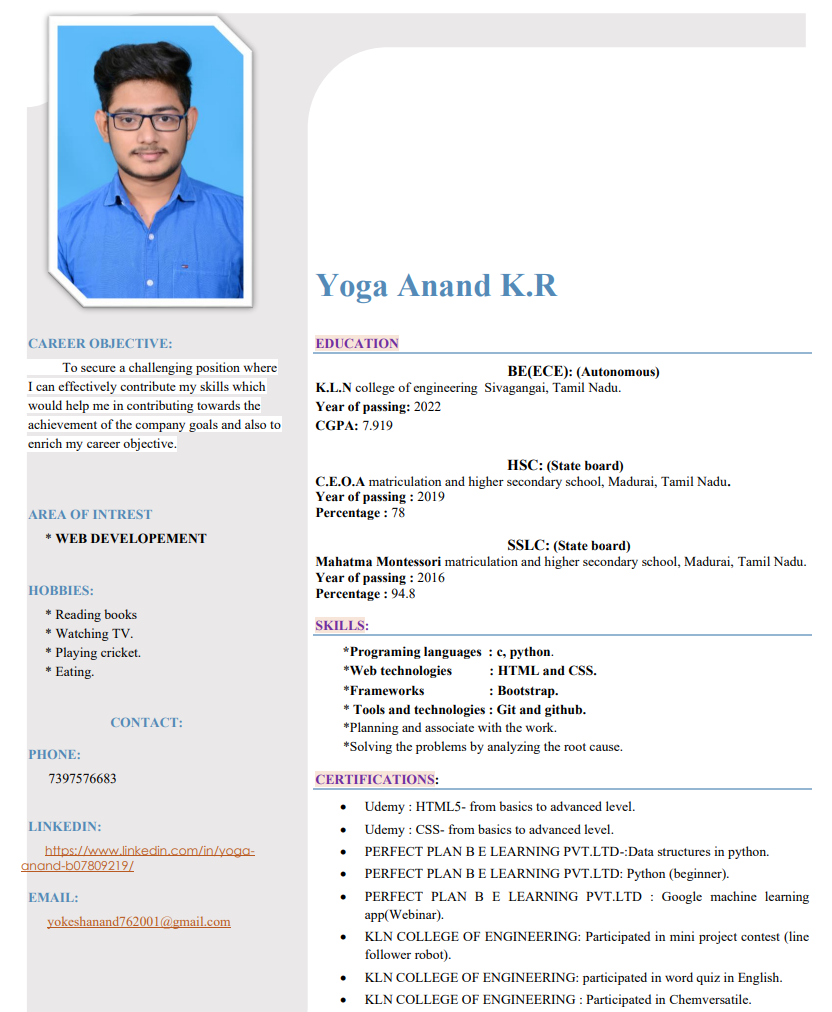 Yoga Anand K.R
CAREER OBJECTIVE:
To secure a challenging position where
I can effectively contribute my skills which
would help me in contributing towards the
achievement of the company goals and also to
enrich my career objective.
AREA OF INTREST
* WEB DEVELOPEMENT
HOBBIES:
* Reading books
* Watching TV.
* Playing cricket.
* Eating.
CONTACT:
PHONE:
7397576683
LINKEDIN:
https://www.linkedin.com/in/yoga-
anand-b07809219/
EMAIL:
yokeshanand762001@gmail.com
EDUCATION
BE(ECE): (Autonomous)
K.L.N college of engineering Sivagangai, Tamil Nadu.
Year of passing: 2022
CGPA: 7.919
HSC: (State board)
C.E.O.A matriculation and higher secondary school, Madurai, Tamil Nadu.
Year of passing : 2019
Percentage : 78
SSLC: (State board)
Mahatma Montessori matriculation and higher secondary school, Madurai, Tamil Nadu.
Year of passing : 2016
Percentage : 94.8
SKILLS:
*Programing languages : c, python.
*Web technologies : HTML and CSS.
*Frameworks : Bootstrap.
* Tools and technologies : Git and github.
*Planning and associate with the work.
*Solving the problems by analyzing the root cause.
CERTIFICATIONS:
• Udemy : HTML5- from basics to advanced level.
• Udemy : CSS- from basics to advanced level.
• PERFECT PLAN B E LEARNING PVT.LTD-:Data structures in python.
• PERFECT PLAN B E LEARNING PVT.LTD: Python (beginner).
• PERFECT PLAN B E LEARNING PVT.LTD : Google machine learning
app(Webinar).
• KLN COLLEGE OF ENGINEERING: Participated in mini project contest (line
follower robot).
• KLN COLLEGE OF ENGINEERING: participated in word quiz in English.
• KLN COLLEGE OF ENGINEERING : Participated in Chemversatile.